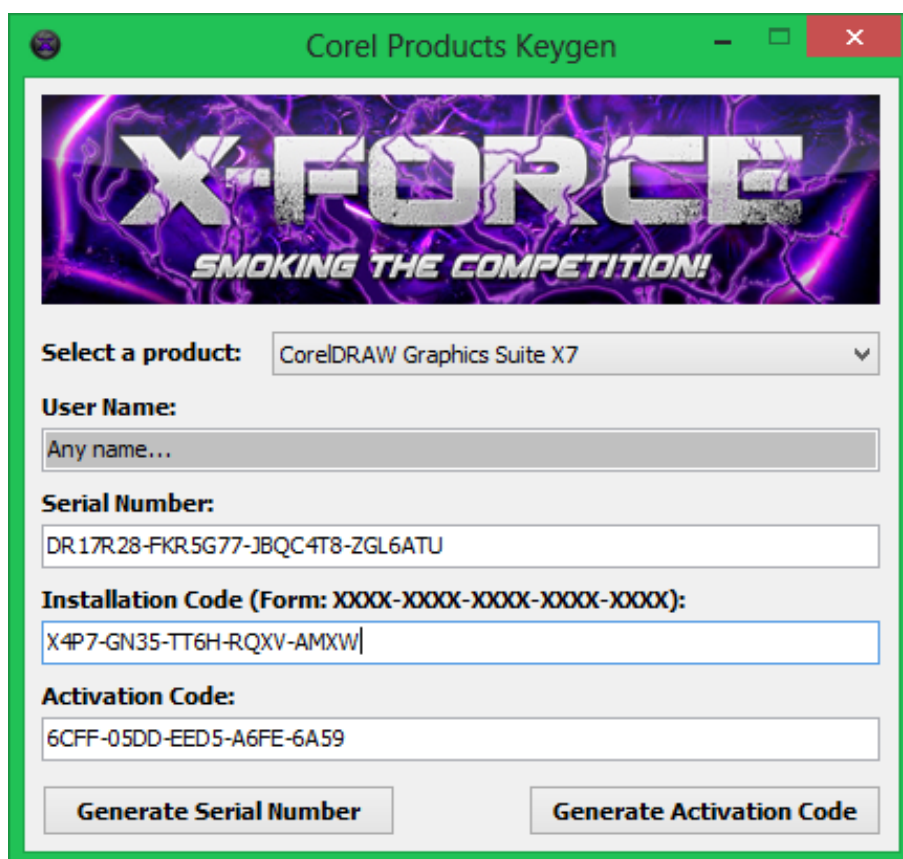 Corel Products Keygen
X-FORCE
SMOKING THE COMPETITION!
Select a product: CorelDRAW Graphics Suite X7
User Name:
Any name...
Serial Number:
DR17R28-FKR5G77-JBQC4T8-ZGL6ATU
Installation Code (Form: XXXX-XXXX-XXXX-XXXX-XXXX):
X4P7-GN35-TT6H-RQXV-AMXW
Activation Code:
6CFF-05DD-EED5-A6FE-6A59
Generate Serial Number Generate Activation Code